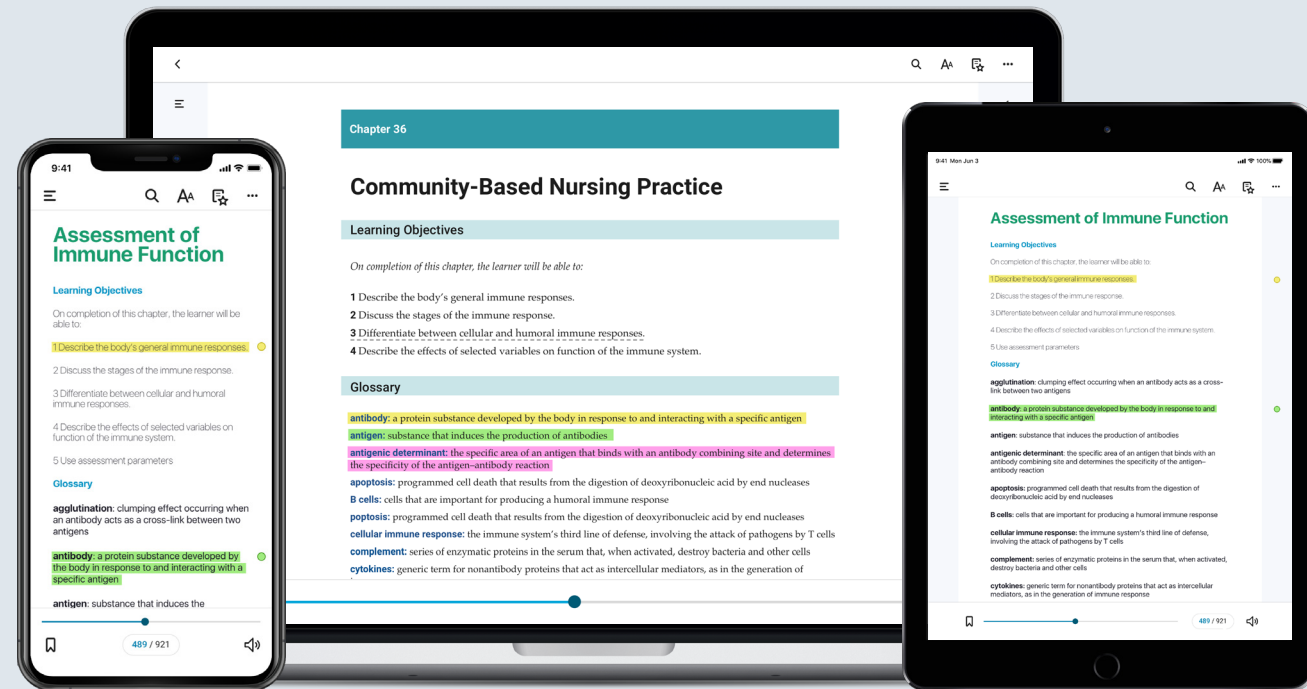 Chapter 36
Community-Based Nursing Practice
Learning Objectives
On completion of this chapter, the learner will be able to:
1 Describe the body's general immune responses.
2 Discuss the stages of the immune response.
3 Differentiate between cellular and humoral immune responses.
4 Describe the effects of selected variables on function of the immune system.
Glossary
antibody: a protein substance developed by the body in response to and interacting with a specific antigen
antigen: substance that induces the production of antibodies
antigenic determinant: the specific area of an antigen that binds with an antibody combining site and determines
the specificity of the antigen–antibody reaction
apoptosis: programmed cell death that results from the digestion of deoxyribonucleic acid by end nucleases
B cells: cells that are important for producing a humoral immune response
poptosis: programmed cell death that results from the digestion of deoxyribonucleic acid by end nucleases
cellular immune response: the immune system's third line of defense, involving the attack of pathogens by T cells
complement: series of enzymatic proteins in the serum that, when activated, destroy bacteria and other cells
cytokines: generic term for nonantibody proteins that act as intercellular mediators, as in the generation of
9:41
AA
Assessment of
Immune Function
Learning Objectives
On completion of this chapter, the learner will be
able to:
1 Describe the body's general immune responses.
2 Discuss the stages of the immune response.
3 Differentiate between cellular and humoral
immune responses.
4 Describe the effects of selected variables on
function of the immune system.
5 Use assessment parameters
Glossary
agglutination: clumping effect occurring when
an antibody acts as a cross-link between two
antigens
antibody: a protein substance developed by
the body in response to and interacting with a
specific antigen
antigen: substance that induces the
489 / 921
9:41 Mon Jun 3
100%
AA
Assessment of Immune Function
Learning Objectives
On completion of this chapter, the learner will be able to:
1 Describe the body's general immune responses.
2 Discuss the stages of the immune response.
3 Differentiate between cellular and humoral immune responses.
4 Describe the effects of selected variables on function of the immune system.
5 Use assessment parameters
Glossary
agglutination: clumping effect occurring when an antibody acts as a cross-
link between two antigens
antibody: a protein substance developed by the body in response to and
interacting with a specific antigen
antigen: substance that induces the production of antibodies
antigenic determinant: the specific area of an antigen that binds with an
antibody combining site and determines the specificity of the antigen–
antibody reaction
apoptosis: programmed cell death that results from the digestion of
deoxyribonucleic acid by end nucleases
B cells: cells that are important for producing a humoral immune response
cellular immune response: the immune system's third line of defense,
involving the attack of pathogens by T cells
complement: series of enzymatic proteins in the serum that, when activated,
destroy bacteria and other cells
cytokines: generic term for nonantibody proteins that act as intercellular
mediators, as in the generation of immune response
489 / 921
AA